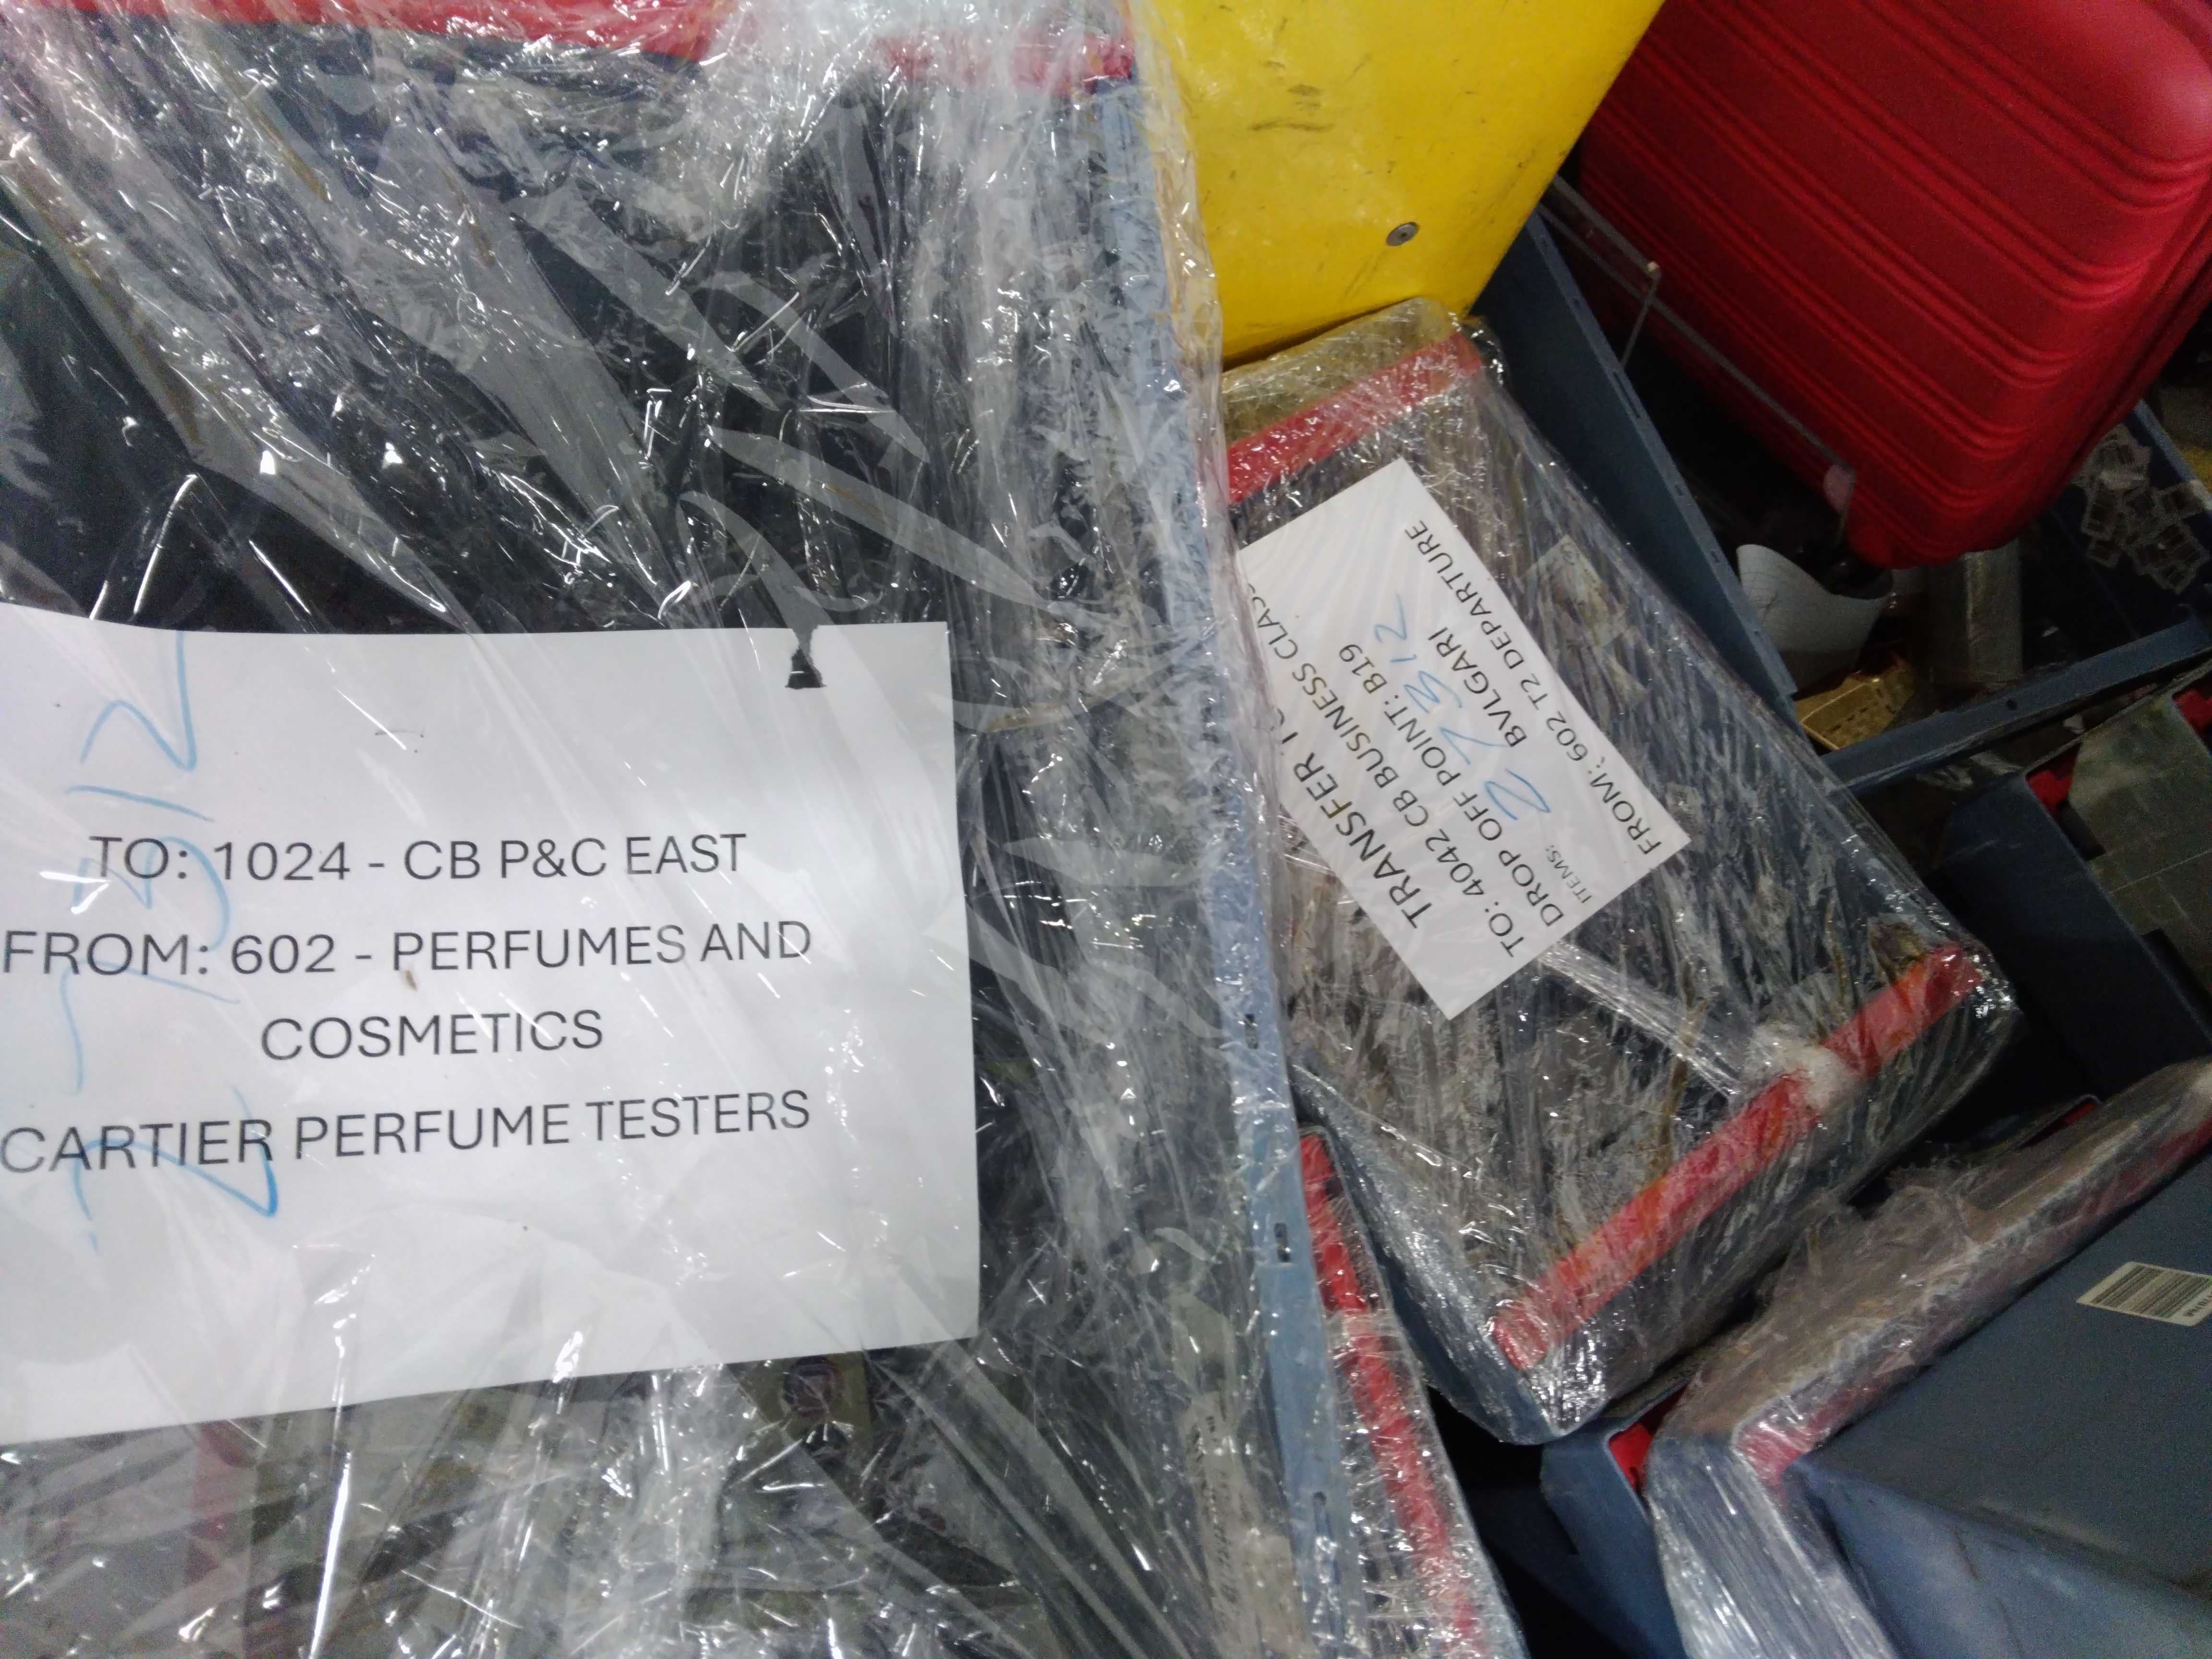 TO: 1024 - CB P&C EAST
FROM: 602 - PERFUMES AND
COSMETICS
CARTIER PERFUME TESTERS
TRANSFER
TO: 4042 CB BUSINESS
DROP OFF POINT: B19
ITEMS: BVLGARI
FROM: 602 T2 DEPARTURE